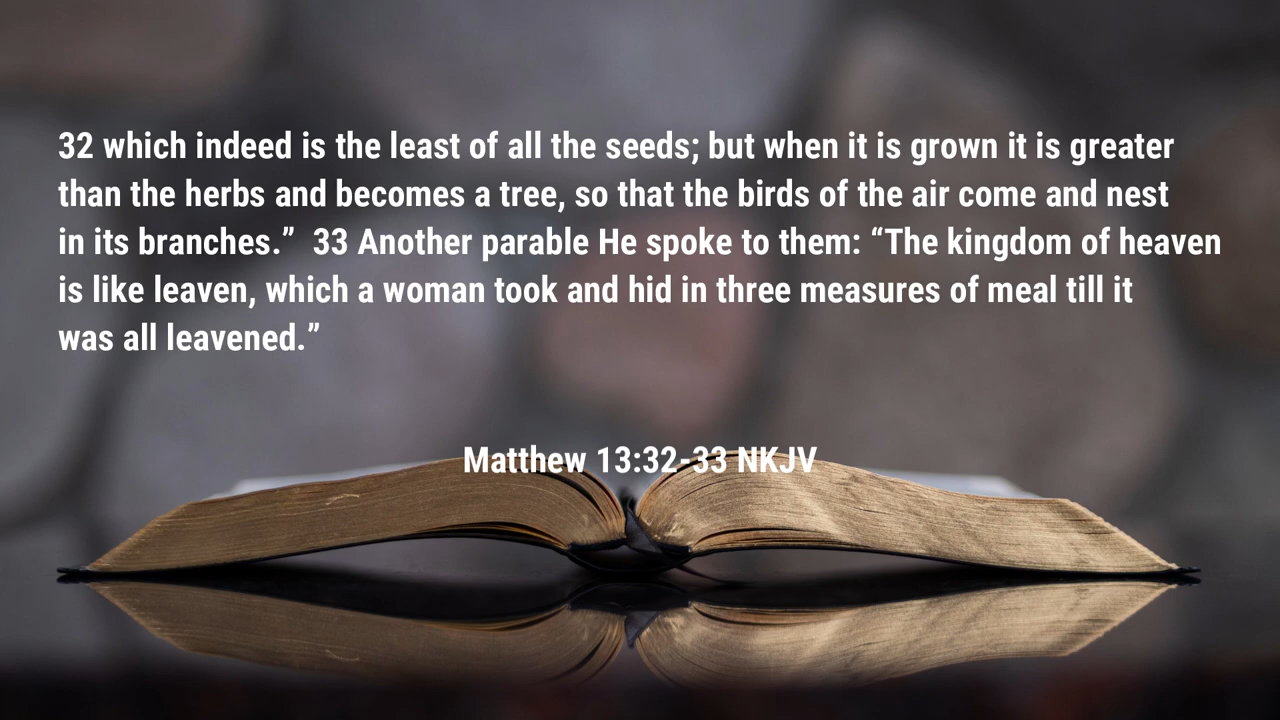 32 which indeed is the least of all the seeds; but when it is grown it is greater
than the herbs and becomes a tree, so that the birds of the air come and nest
in its branches.”  33 Another parable He spoke to them: “The kingdom of heaven
is like leaven, which a woman took and hid in three measures of meal till it
was all leavened.”
Matthew 13:32-33 NKJV